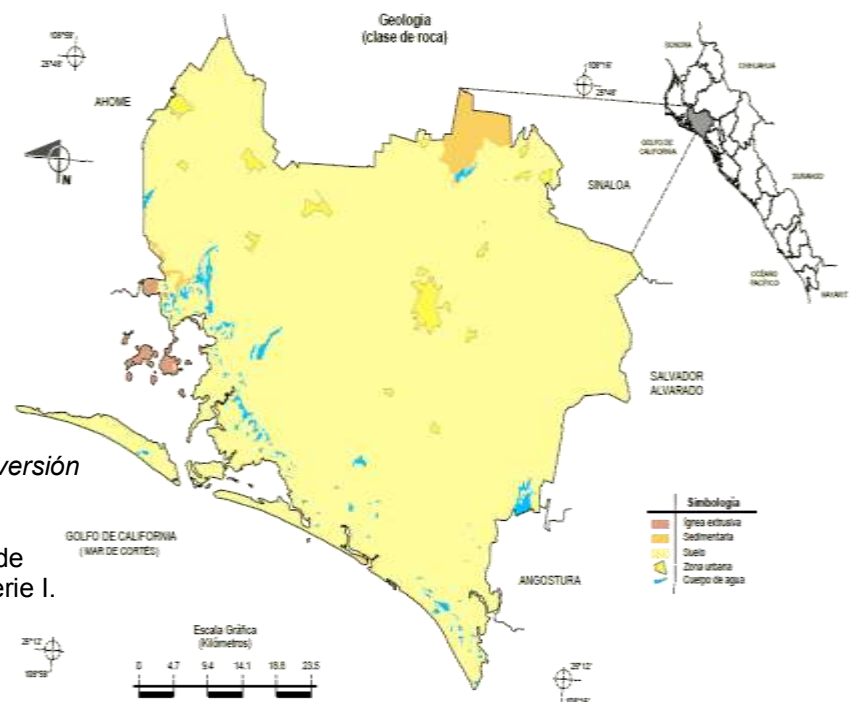 Geología
(clase de roca)
AHOME
N
SONORA
CHIHUAHUA
GOLFO DE
CALIFORNIA
DURANGO
SINALOA
OCÉANO
PACÍFICO
NAYARIT
SALVADOR
ALVARADO
versión
GOLFO DE CALIFORNIA
( MAR DE CORTÉS)
de
erie I.
ANGOSTURA
Simbología
Ígnea extrusiva
Sedimentaria
Suelo
Zona urbana
Cuerpo de agua
Escala Gráfica
(Kilómetros)
0 4.7 9.4 14.1 18.8 23.5